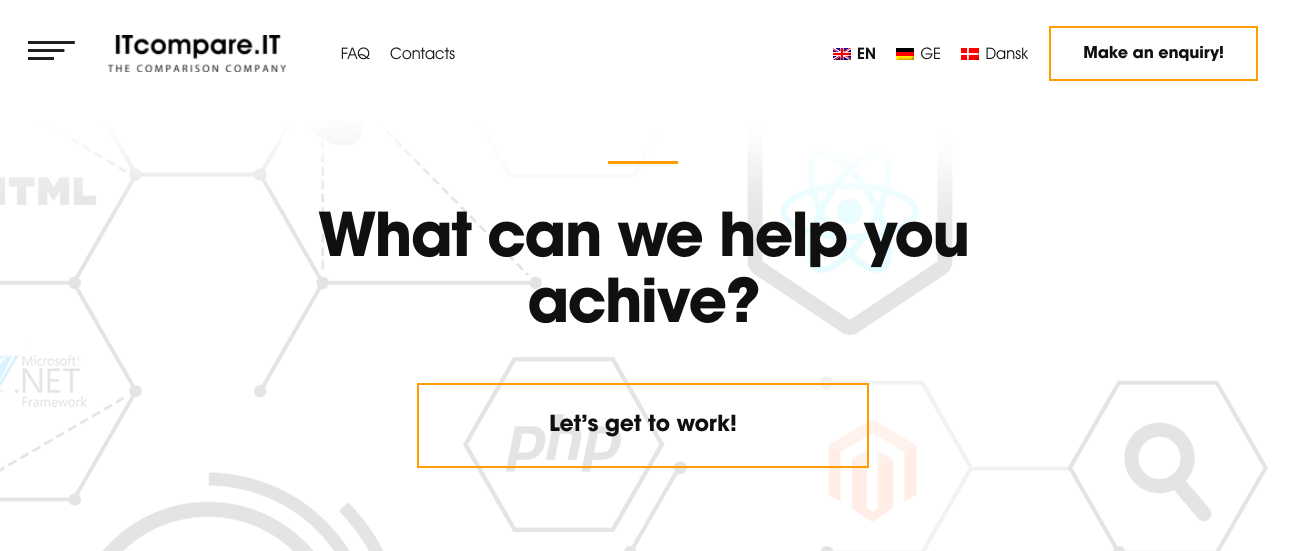 ITcompare.IT
THE COMPARISON COMPANY
FAQ Contacts
EN GE Dansk
Make an enquiry!
HTML
What can we help you
achive?
Microsoft®
.NET
Framework
php
Let’s get to work!